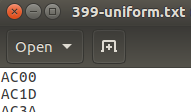 399-uniform.txt
Open
AC00
AC1D
AC3A